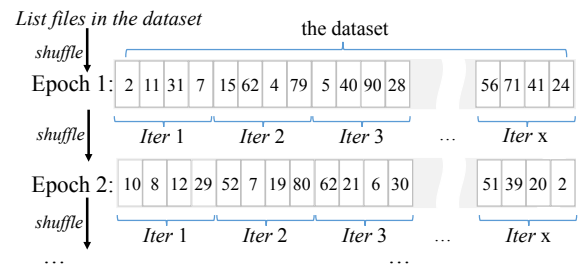 List files in the dataset
shuffle
the dataset
Epoch 1: 2 11 31 7 15 62 4 79 5 40 90 28 56 71 41 24
shuffle Iter 1 Iter 2 Iter 3 ... Iter x
Epoch 2: 10 8 12 29 52 7 19 80 62 21 6 30 51 39 20 2
shuffle Iter 1 Iter 2 Iter 3 ... Iter x
... ...